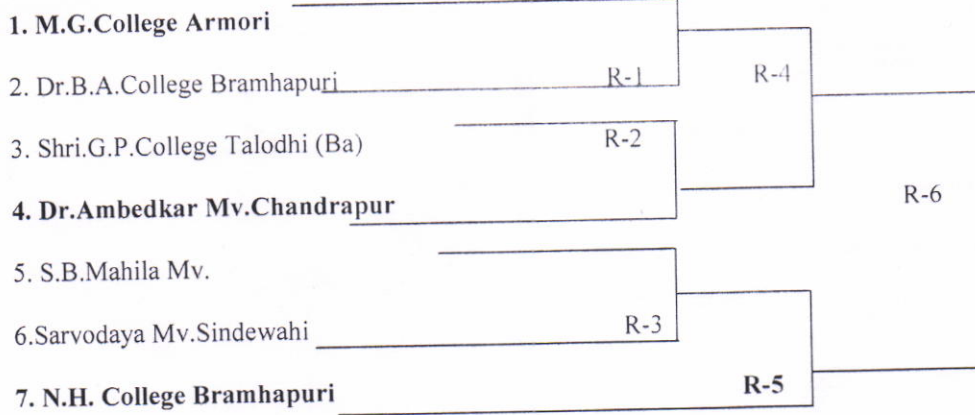 1. M.G.College Armori
2. Dr.B.A.College Bramhapuri R-1 R-4
3. Shri.G.P.College Talodhi (Ba) R-2
4. Dr.Ambedkar Mv.Chandrapur R-6
5. S.B.Mahila Mv.
6.Sarvodaya Mv.Sindewahi R-3
7. N.H. College Bramhapuri R-5